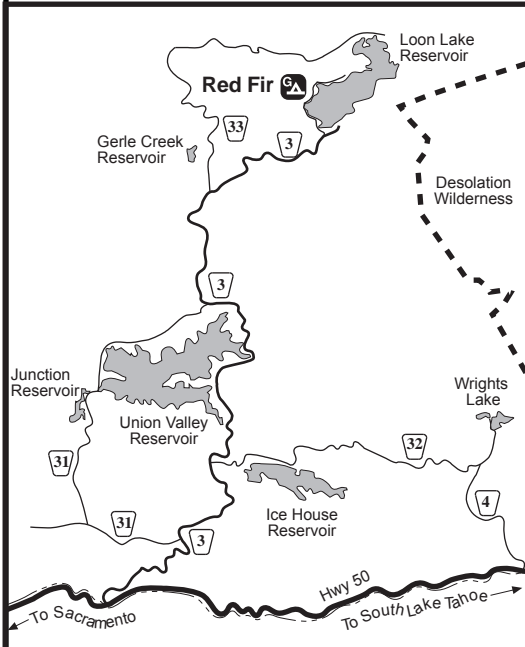 Loon Lake
Reservoir
Red Fir
G
33
3
Gerle Creek
Reservoir
Desolation
Wilderness
3
Junction
Reservoir
Wrights
Lake
Union Valley
Reservoir
32
31
4
Ice House
Reservoir
31
3
Hwy 50
To Sacramento
To South Lake Tahoe